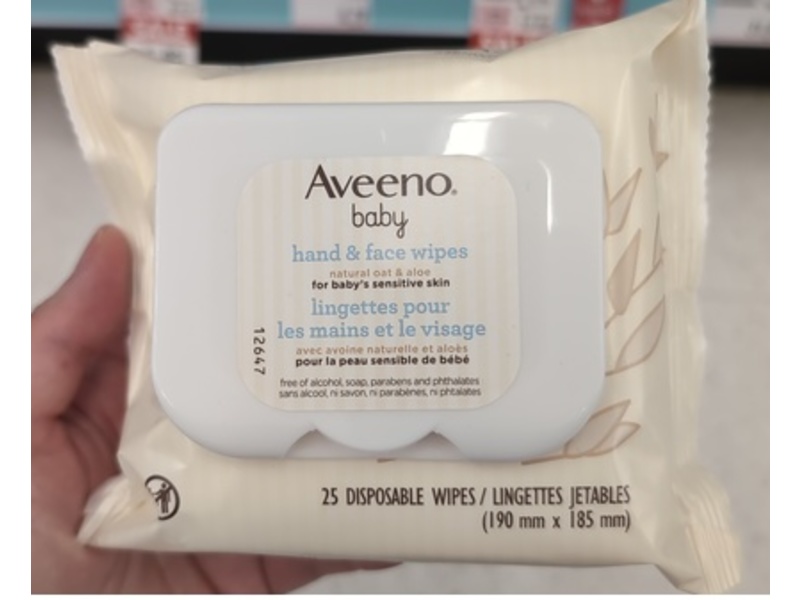 Aveeno®
baby
hand & face wipes
natural oat & aloe
for baby's sensitive skin
lingettes pour
les mains et le visage
avec avoine naturelle et aloès
pour la peau sensible de bébé
free of alcohol, soap, parabens and phthalates
sans alcool, ni savon, ni parabènes, ni phtalates
12647
25 DISPOSABLE WIPES / LINGETTES JETABLES
(190 mm x 185 mm)